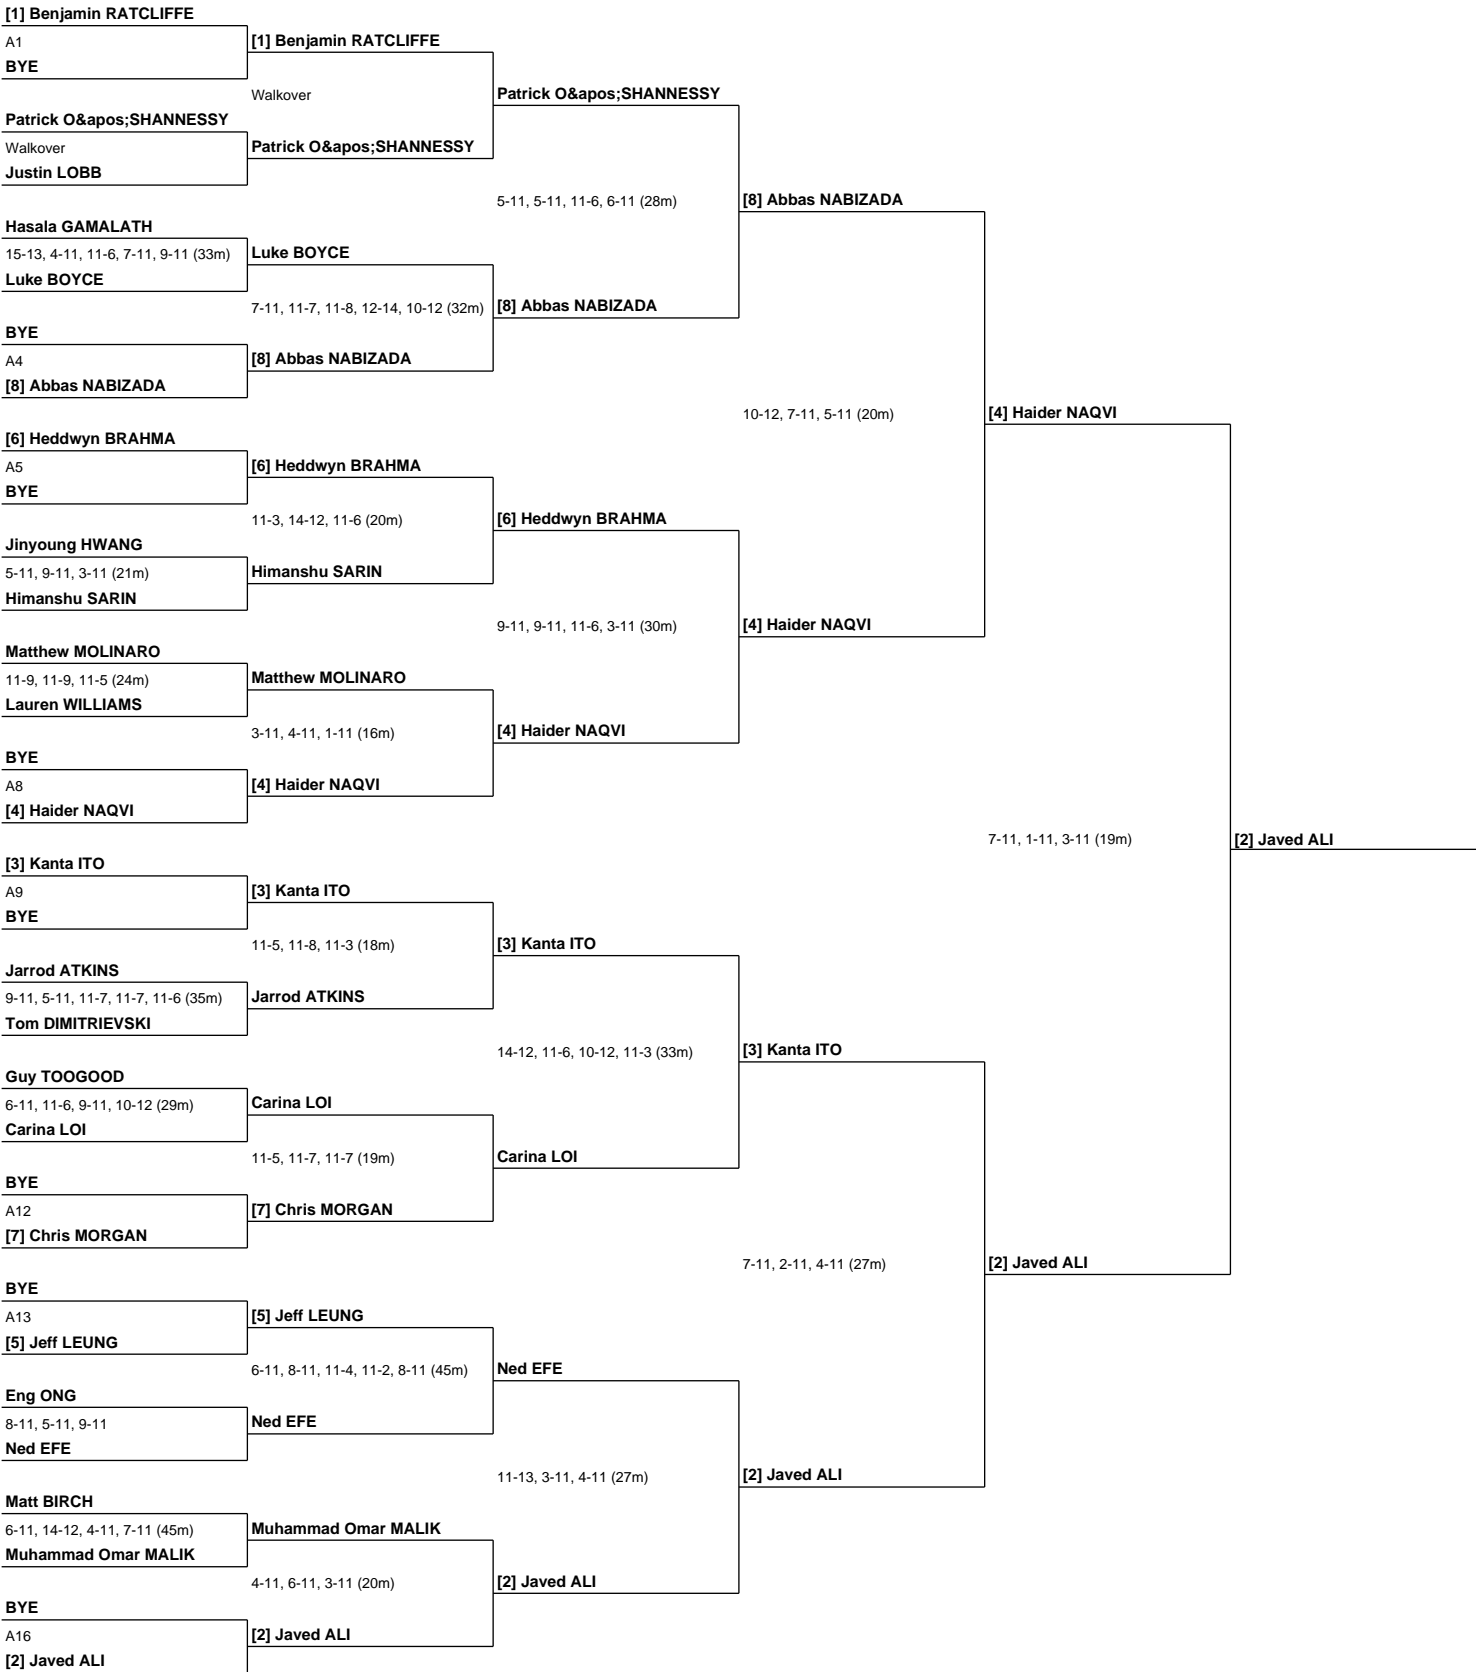 [1] Benjamin RATCLIFFE
A1
[1] Benjamin RATCLIFFE
BYE
Walkover
Patrick O&apos;SHANNESSY
Patrick O&apos;SHANNESSY
Walkover
Patrick O&apos;SHANNESSY
Justin LOBB
5-11, 5-11, 11-6, 6-11 (28m)
[8] Abbas NABIZADA
Hasala GAMALATH
15-13, 4-11, 11-6, 7-11, 9-11 (33m)
Luke BOYCE
Luke BOYCE
7-11, 11-7, 11-8, 12-14, 10-12 (32m)
[8] Abbas NABIZADA
BYE
A4
[8] Abbas NABIZADA
[8] Abbas NABIZADA
10-12, 7-11, 5-11 (20m)
[4] Haider NAQVI
[6] Heddwyn BRAHMA
A5
[6] Heddwyn BRAHMA
BYE
11-3, 14-12, 11-6 (20m)
[6] Heddwyn BRAHMA
Jinyoung HWANG
5-11, 9-11, 3-11 (21m)
Himanshu SARIN
Himanshu SARIN
9-11, 9-11, 11-6, 3-11 (30m)
[4] Haider NAQVI
Matthew MOLINARO
11-9, 11-9, 11-5 (24m)
Matthew MOLINARO
Lauren WILLIAMS
3-11, 4-11, 1-11 (16m)
[4] Haider NAQVI
BYE
A8
[4] Haider NAQVI
[4] Haider NAQVI
7-11, 1-11, 3-11 (19m)
[2] Javed ALI
[3] Kanta ITO
A9
[3] Kanta ITO
BYE
11-5, 11-8, 11-3 (18m)
[3] Kanta ITO
Jarrod ATKINS
9-11, 5-11, 11-7, 11-7, 11-6 (35m)
Jarrod ATKINS
Tom DIMITRIEVSKI
14-12, 11-6, 10-12, 11-3 (33m)
[3] Kanta ITO
Guy TOOGOOD
6-11, 11-6, 9-11, 10-12 (29m)
Carina LOI
Carina LOI
11-5, 11-7, 11-7 (19m)
Carina LOI
BYE
A12
[7] Chris MORGAN
[7] Chris MORGAN
7-11, 2-11, 4-11 (27m)
[2] Javed ALI
BYE
A13
[5] Jeff LEUNG
[5] Jeff LEUNG
6-11, 8-11, 11-4, 11-2, 8-11 (45m)
Ned EFE
Eng ONG
8-11, 5-11, 9-11
Ned EFE
Ned EFE
11-13, 3-11, 4-11 (27m)
[2] Javed ALI
Matt BIRCH
6-11, 14-12, 4-11, 7-11 (45m)
Muhammad Omar MALIK
Muhammad Omar MALIK
4-11, 6-11, 3-11 (20m)
[2] Javed ALI
BYE
A16
[2] Javed ALI
[2] Javed ALI